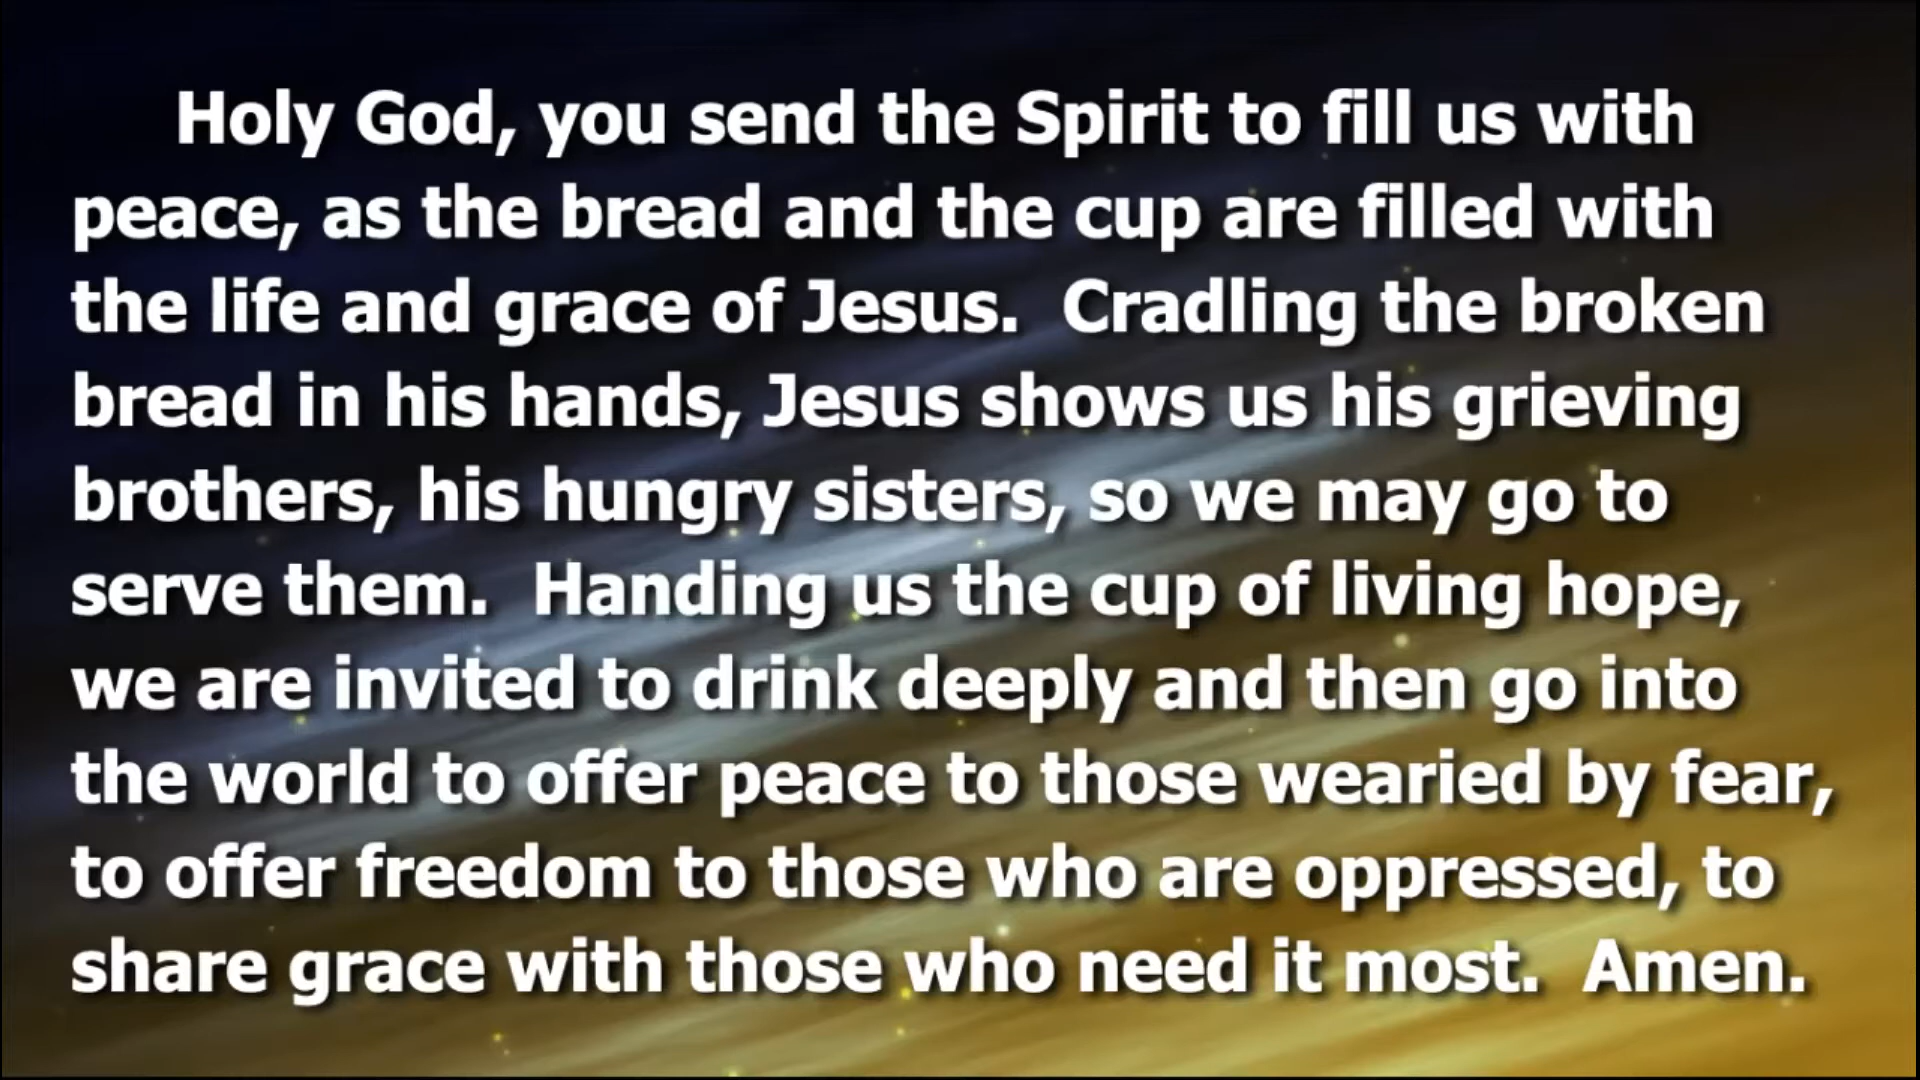 Holy God, you send the Spirit to fill us with
peace, as the bread and the cup are filled with
the life and grace of Jesus.  Cradling the broken
bread in his hands, Jesus shows us his grieving
brothers, his hungry sisters, so we may go to
serve them.  Handing us the cup of living hope,
we are invited to drink deeply and then go into
the world to offer peace to those wearied by fear,
to offer freedom to those who are oppressed, to
share grace with those who need it most.  Amen.